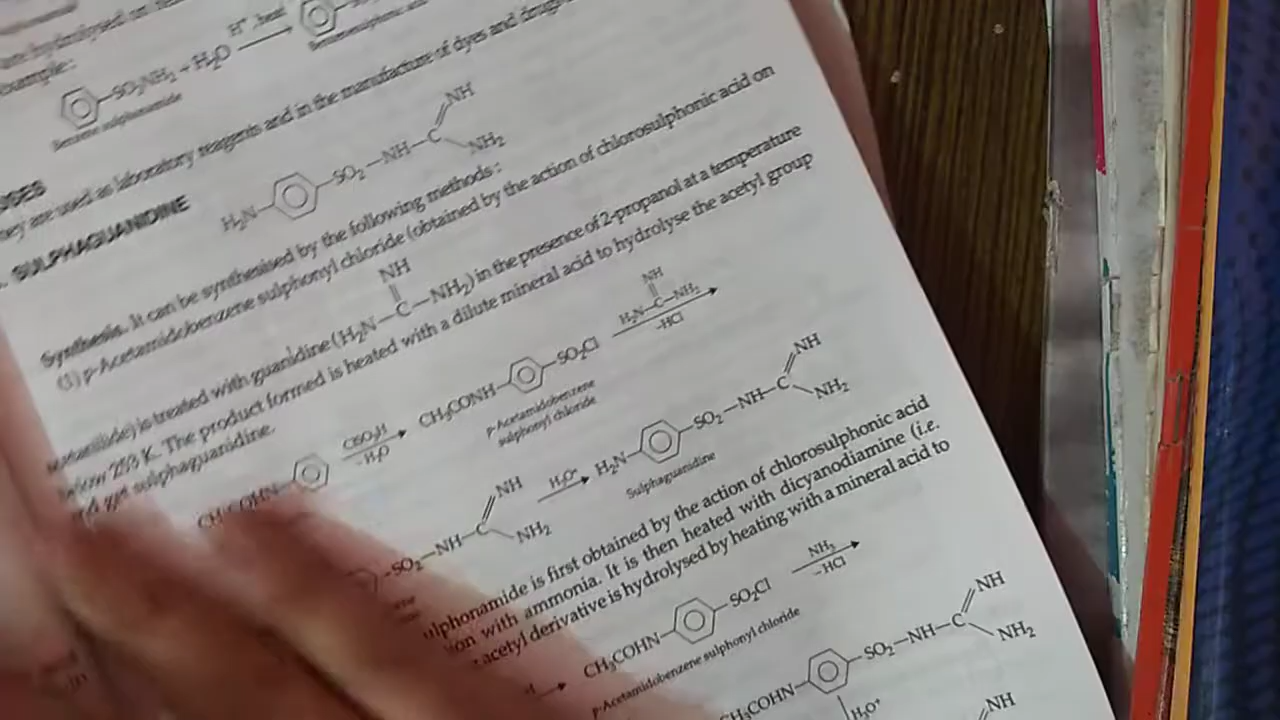 example :
SO₂NH₂ + H₂O
H⁺, heat
Benzene sulphonamide
they are used as laboratory reagents and in the manufacture of dyes and
SULPHAGUANIDINE
H₂N— —SO₂—NH—C
NH
NH₂
Synthesis. It can be synthesised by the following methods :
(1) p-Acetamidobenzene sulphonyl chloride (obtained by the action of chlorosulphonic acid on
is treated with guanidine (H₂N—C—NH₂) in the presence of 2-propanol at a temperature
NH
below 253 K. The product formed is heated with a dilute mineral acid to hydrolyse the acetyl group
get sulphaguanidine.
ClSO₃H
– H₂O
CH₃CONH— —SO₂Cl
p-Acetamidobenzene
sulphonyl chloride
NH
H₂N—C—NH₂
–HCl
–SO₂—NH—C
NH
NH₂
H₃O⁺
H₂N— —SO₂—NH—C
NH
NH₂
Sulphaguanidine
is first obtained by the action of chlorosulphonic acid
with ammonia. It is then heated with dicyanodiamine (i.e.
acetyl derivative is hydrolysed by heating with a mineral acid to
CH₃COHN— —SO₂Cl
NH₃
– HCl
p-Acetamidobenzene sulphonyl chloride
CH₃COHN— —SO₂—NH—C
NH
NH₂
H₃O⁺
NH